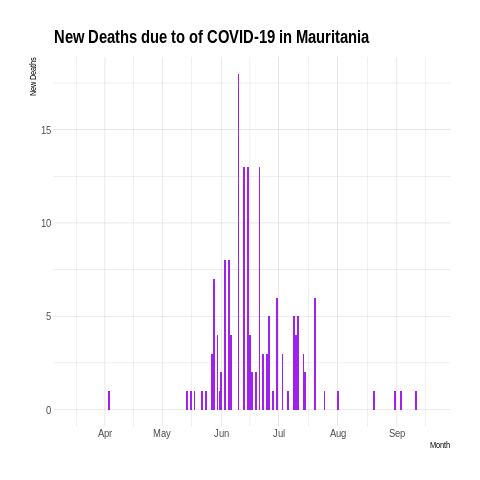 New Deaths due to of COVID-19 in Mauritania
New Deaths
15
10
5
0
Apr May Jun Jul Aug Sep
Month